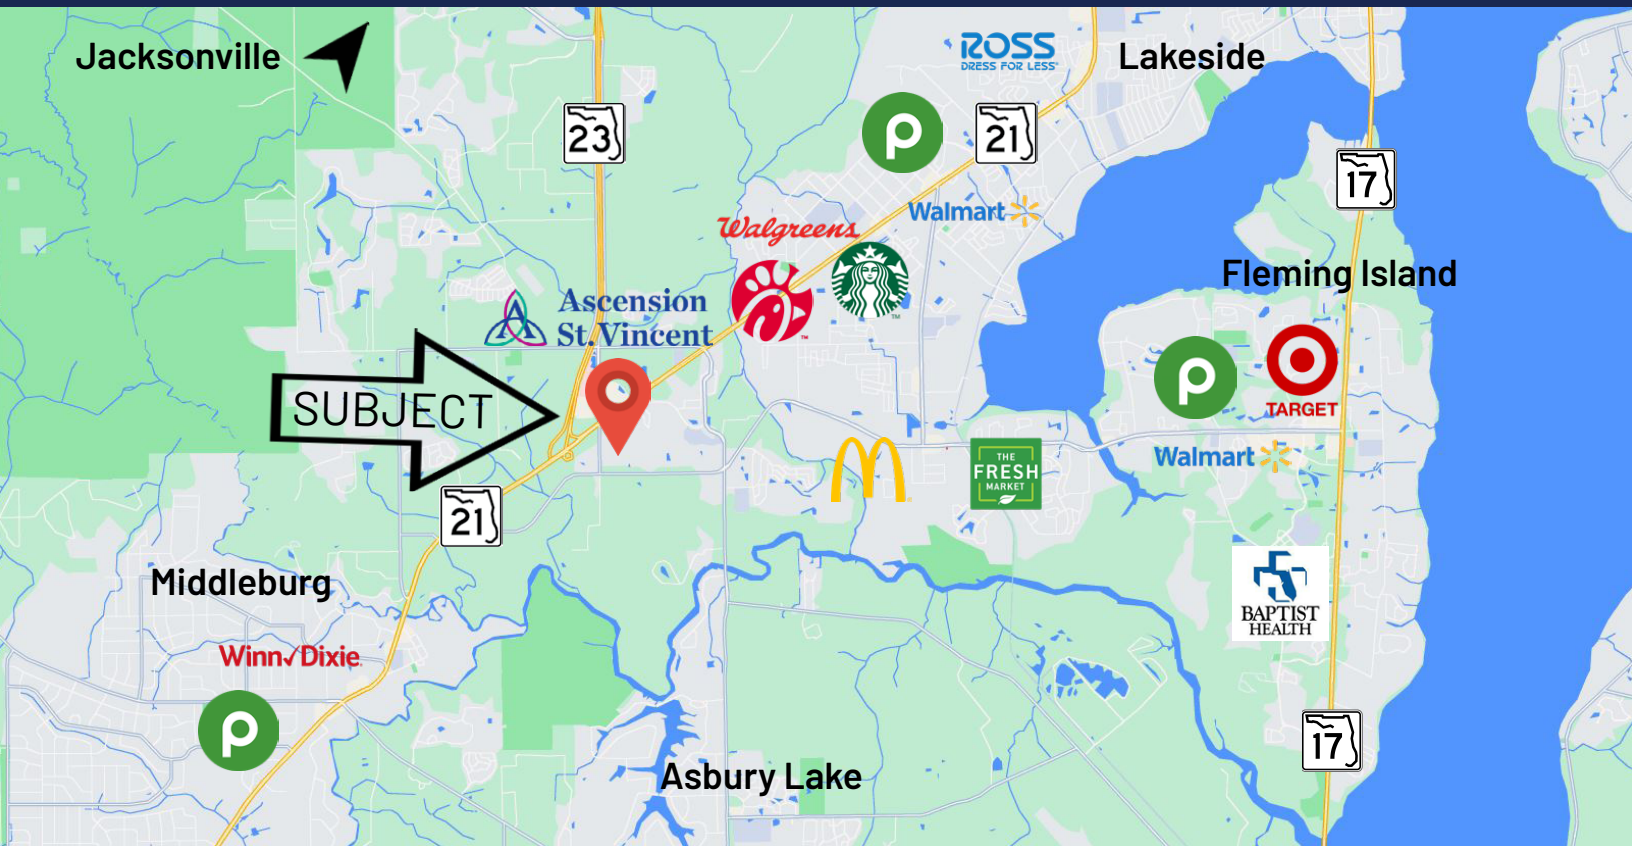 Jacksonville
ROSS
DRESS FOR LESS
Lakeside
23
21
17
Walmart
Walgreens
Fleming Island
Ascension
St.Vincent
TARGET
SUBJECT
THE
FRESH
MARKET
Walmart
21
Middleburg
BAPTIST
HEALTH
Winn Dixie
17
Asbury Lake